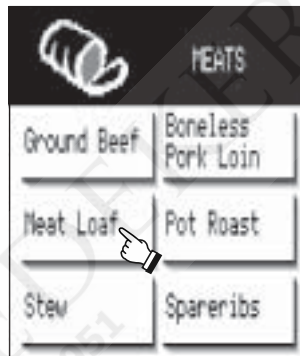 MEATS
Ground Beef
Boneless
Pork Loin
Meat Loaf
Pot Roast
Stew
Spareribs